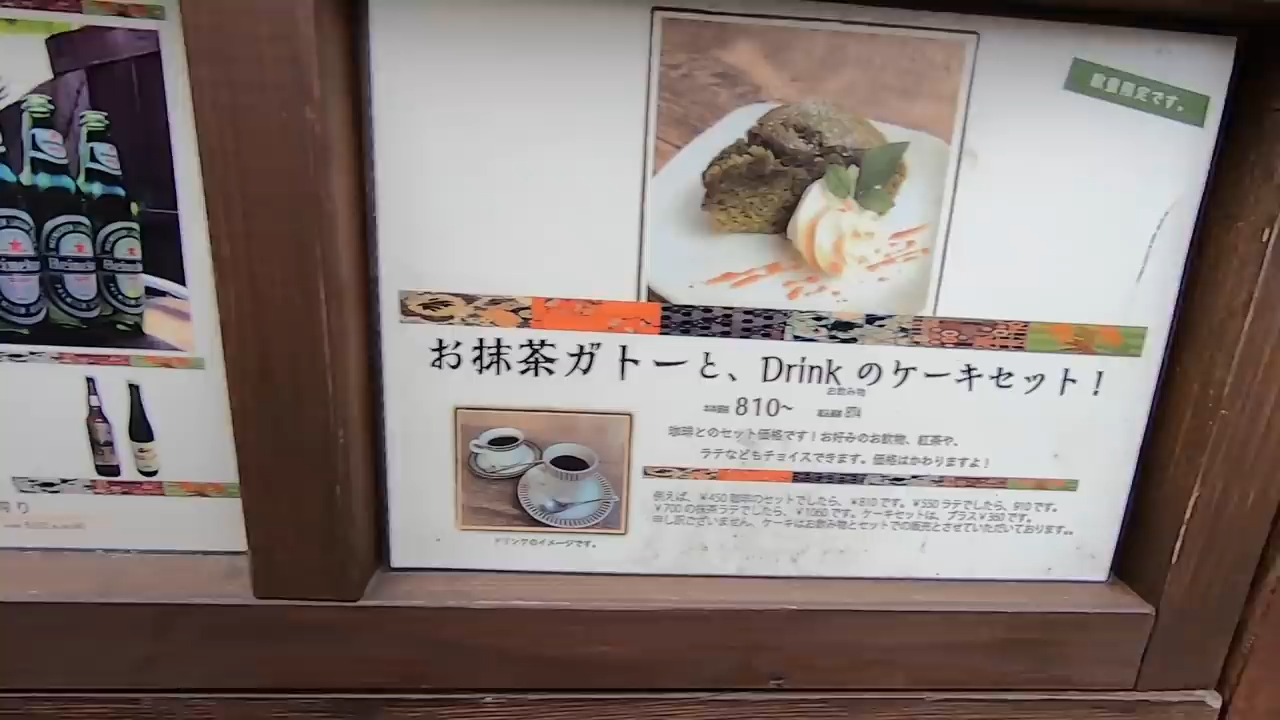 数量限定です。
Heineken
お抹茶ガトーと、Drink のケーキセット！
お飲み物
810~ 874
珈琲とのセット価格です！お好みのお飲物、紅茶や、
ラテなどもチョイスできます。価格はかわりますよ！
例えば、￥450 珈琲のセットでしたら、￥810 です。￥550 ラテでしたら、910 です。
￥700 の抹茶ラテでしたら、￥1060 です。ケーキセットは、プラス￥360 です。
申し訳ございません、ケーキはお飲み物とセットでの販売とさせていただいております。。
ドリンクのイメージです。